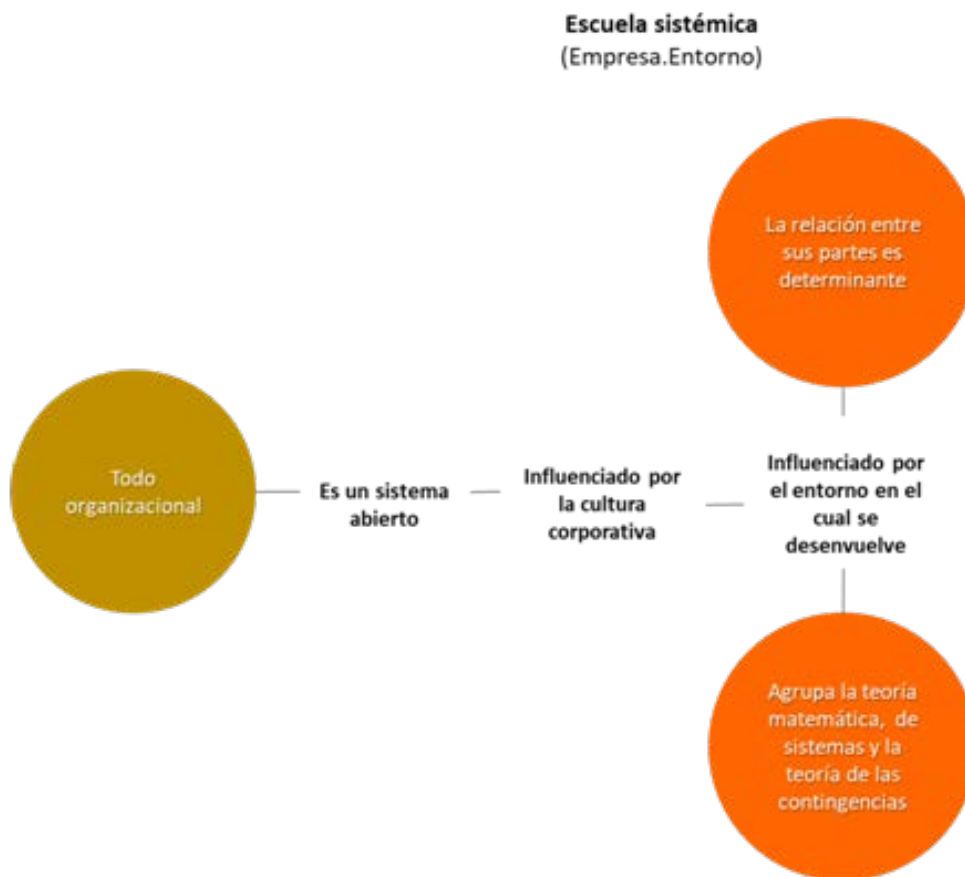 Escuela sistémica
(Empresa.Entorno)
La relación entre
sus partes es
determinante
Todo
organizacional
Es un sistema
abierto
Influenciado por
la cultura
corporativa
Influenciado por
el entorno en el
cual se
desenvuelve
Agrupa la teoría
matemática, de
sistemas y la
teoría de las
contingencias